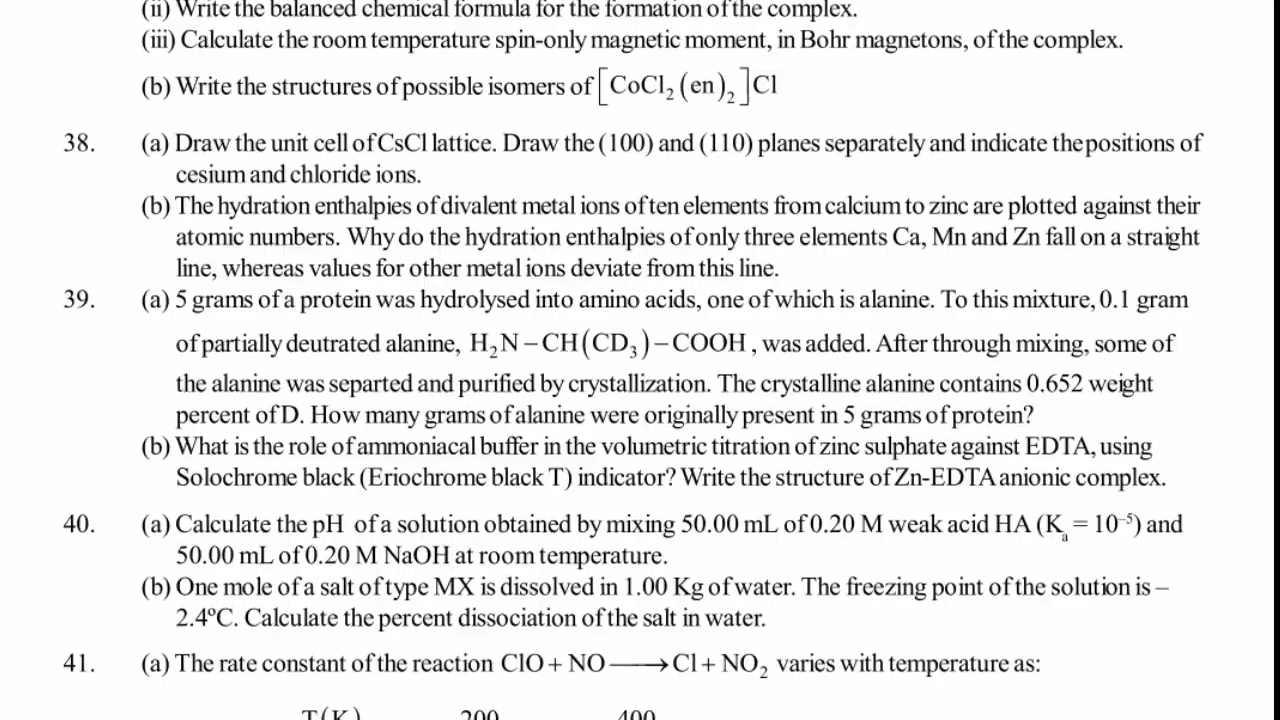 (ii) Write the balanced chemical formula for the formation of the complex.
(iii) Calculate the room temperature spin-only magnetic moment, in Bohr magnetons, of the complex.
(b) Write the structures of possible isomers of [CoCl₂(en)₂]Cl
38. (a) Draw the unit cell of CsCl lattice. Draw the (100) and (110) planes separately and indicate the positions of
cesium and chloride ions.
(b) The hydration enthalpies of divalent metal ions of ten elements from calcium to zinc are plotted against their
atomic numbers. Why do the hydration enthalpies of only three elements Ca, Mn and Zn fall on a straight
line, whereas values for other metal ions deviate from this line.
39. (a) 5 grams of a protein was hydrolysed into amino acids, one of which is alanine. To this mixture, 0.1 gram
of partially deutrated alanine, H₂N–CH(CD₃)–COOH, was added. After through mixing, some of
the alanine was separted and purified by crystallization. The crystalline alanine contains 0.652 weight
percent of D. How many grams of alanine were originally present in 5 grams of protein?
(b) What is the role of ammoniacal buffer in the volumetric titration of zinc sulphate against EDTA, using
Solochrome black (Eriochrome black T) indicator? Write the structure of Zn-EDTA anionic complex.
40. (a) Calculate the pH of a solution obtained by mixing 50.00 mL of 0.20 M weak acid HA (Kₐ = 10⁻⁵) and
50.00 mL of 0.20 M NaOH at room temperature.
(b) One mole of a salt of type MX is dissolved in 1.00 Kg of water. The freezing point of the solution is –
2.4ºC. Calculate the percent dissociation of the salt in water.
41. (a) The rate constant of the reaction ClO + NO ⟶ Cl + NO₂ varies with temperature as:
T(K) 200 400